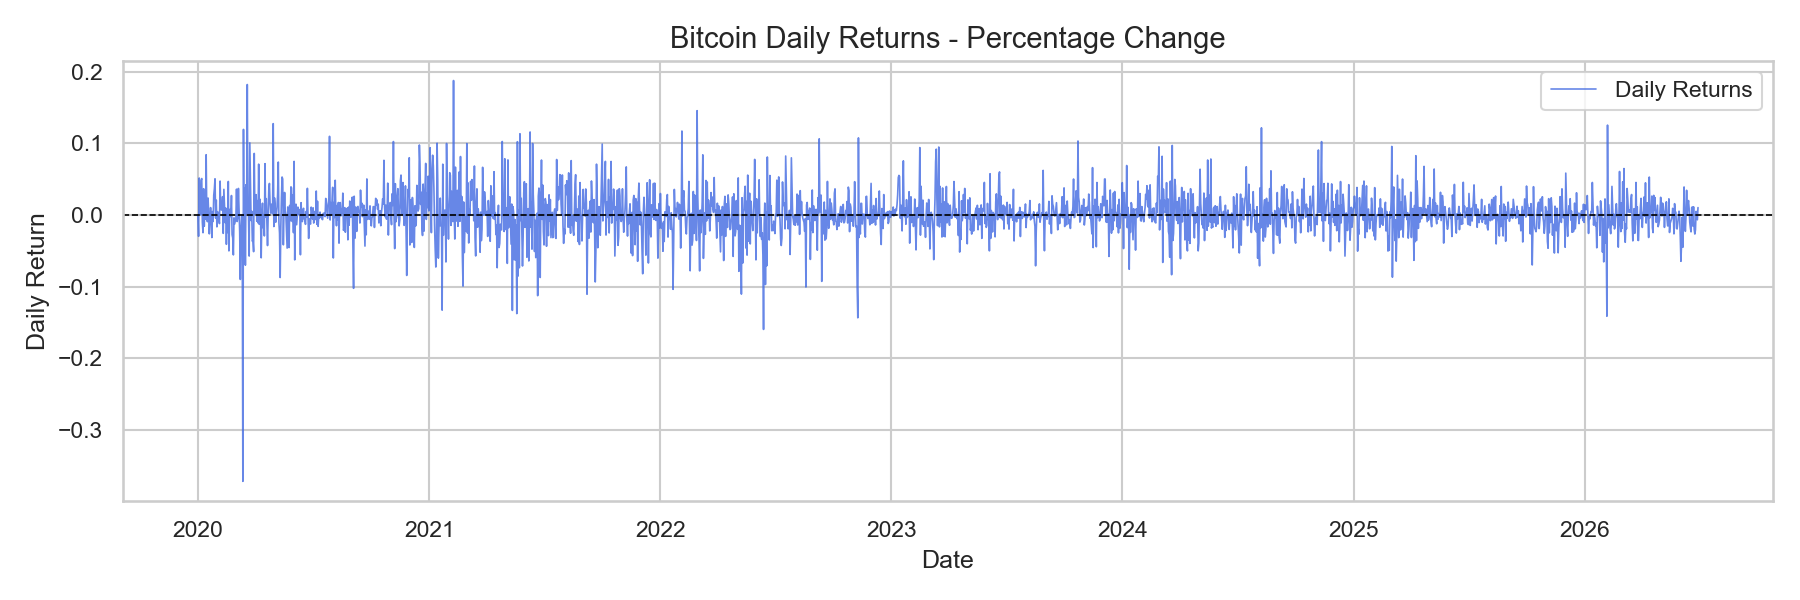 Bitcoin Daily Returns - Percentage Change
Daily Returns
0.2
0.1
0.0
−0.1
−0.2
−0.3
Daily Return
2020 2021 2022 2023 2024 2025 2026
Date